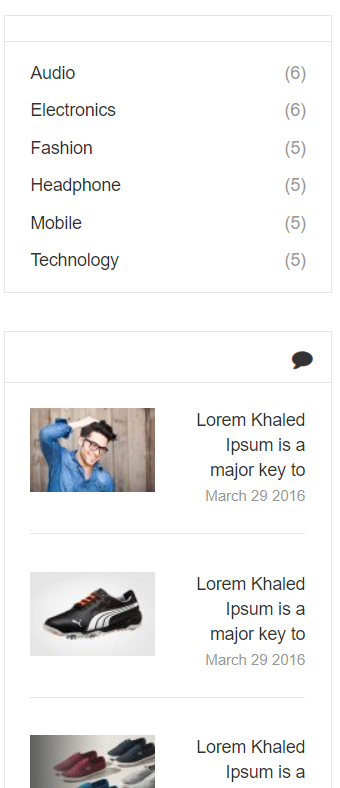 Audio (6)
Electronics (6)
Fashion (5)
Headphone (5)
Mobile (5)
Technology (5)
Lorem Khaled
Ipsum is a
major key to
March 29 2016
Lorem Khaled
Ipsum is a
major key to
March 29 2016
Lorem Khaled
Ipsum is a